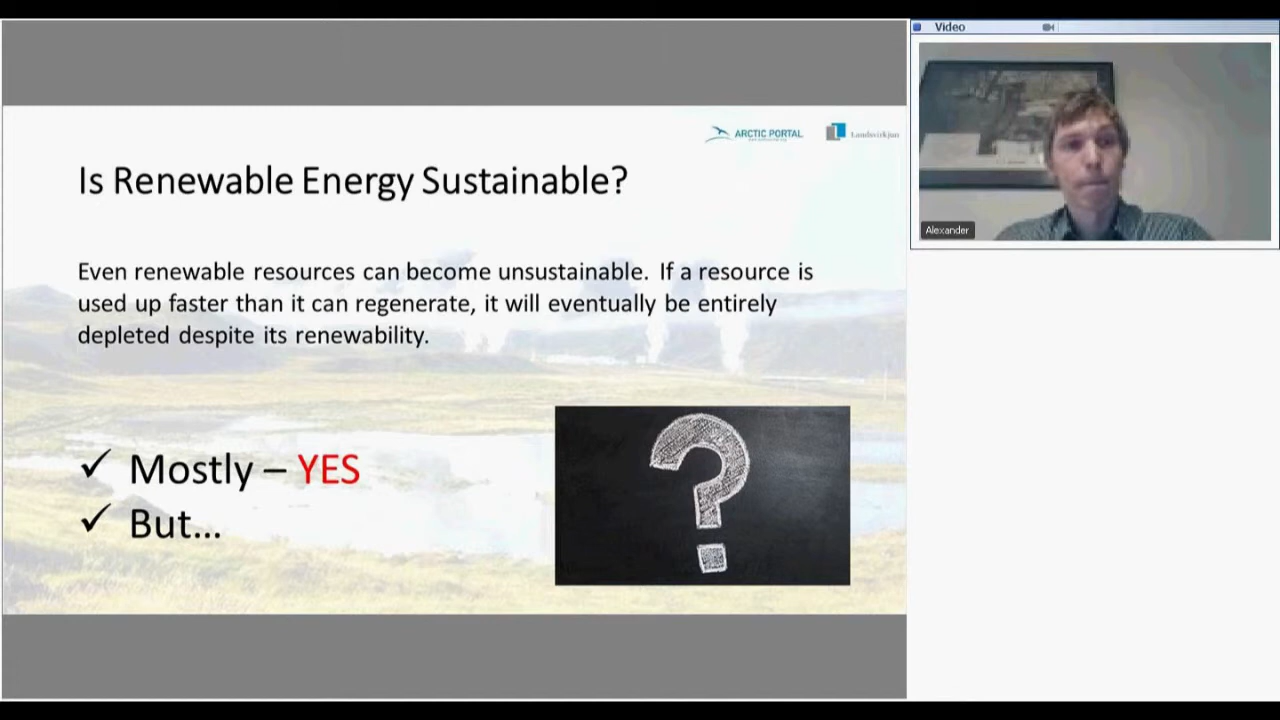 Video
ARCTIC PORTAL
Landsvirkjun
Is Renewable Energy Sustainable?
Even renewable resources can become unsustainable. If a resource is
used up faster than it can regenerate, it will eventually be entirely
depleted despite its renewability.
✓ Mostly – YES
✓ But...
Alexander